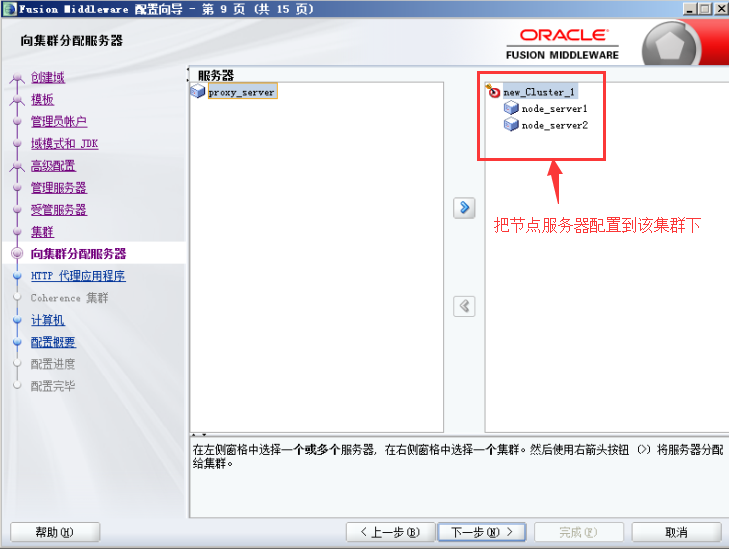 Fusion Middleware 配置向导 - 第 9 页 (共 15 页)
向集群分配服务器
ORACLE
FUSION MIDDLEWARE
创建域
模板
管理员帐户
域模式和 JDK
高级配置
管理服务器
受管服务器
集群
向集群分配服务器
HTTP 代理应用程序
Coherence 集群
计算机
配置概要
配置进度
配置完毕
服务器
proxy_server
new_Cluster_1
node_server1
node_server2
把节点服务器配置到该集群下
在左侧窗格中选择一个或多个服务器, 在右侧窗格中选择一个集群。然后使用右箭头按钮 (>) 将服务器分配
给集群。
帮助(H)
< 上一步(B)
下一步(N) >
完成(F)
取消